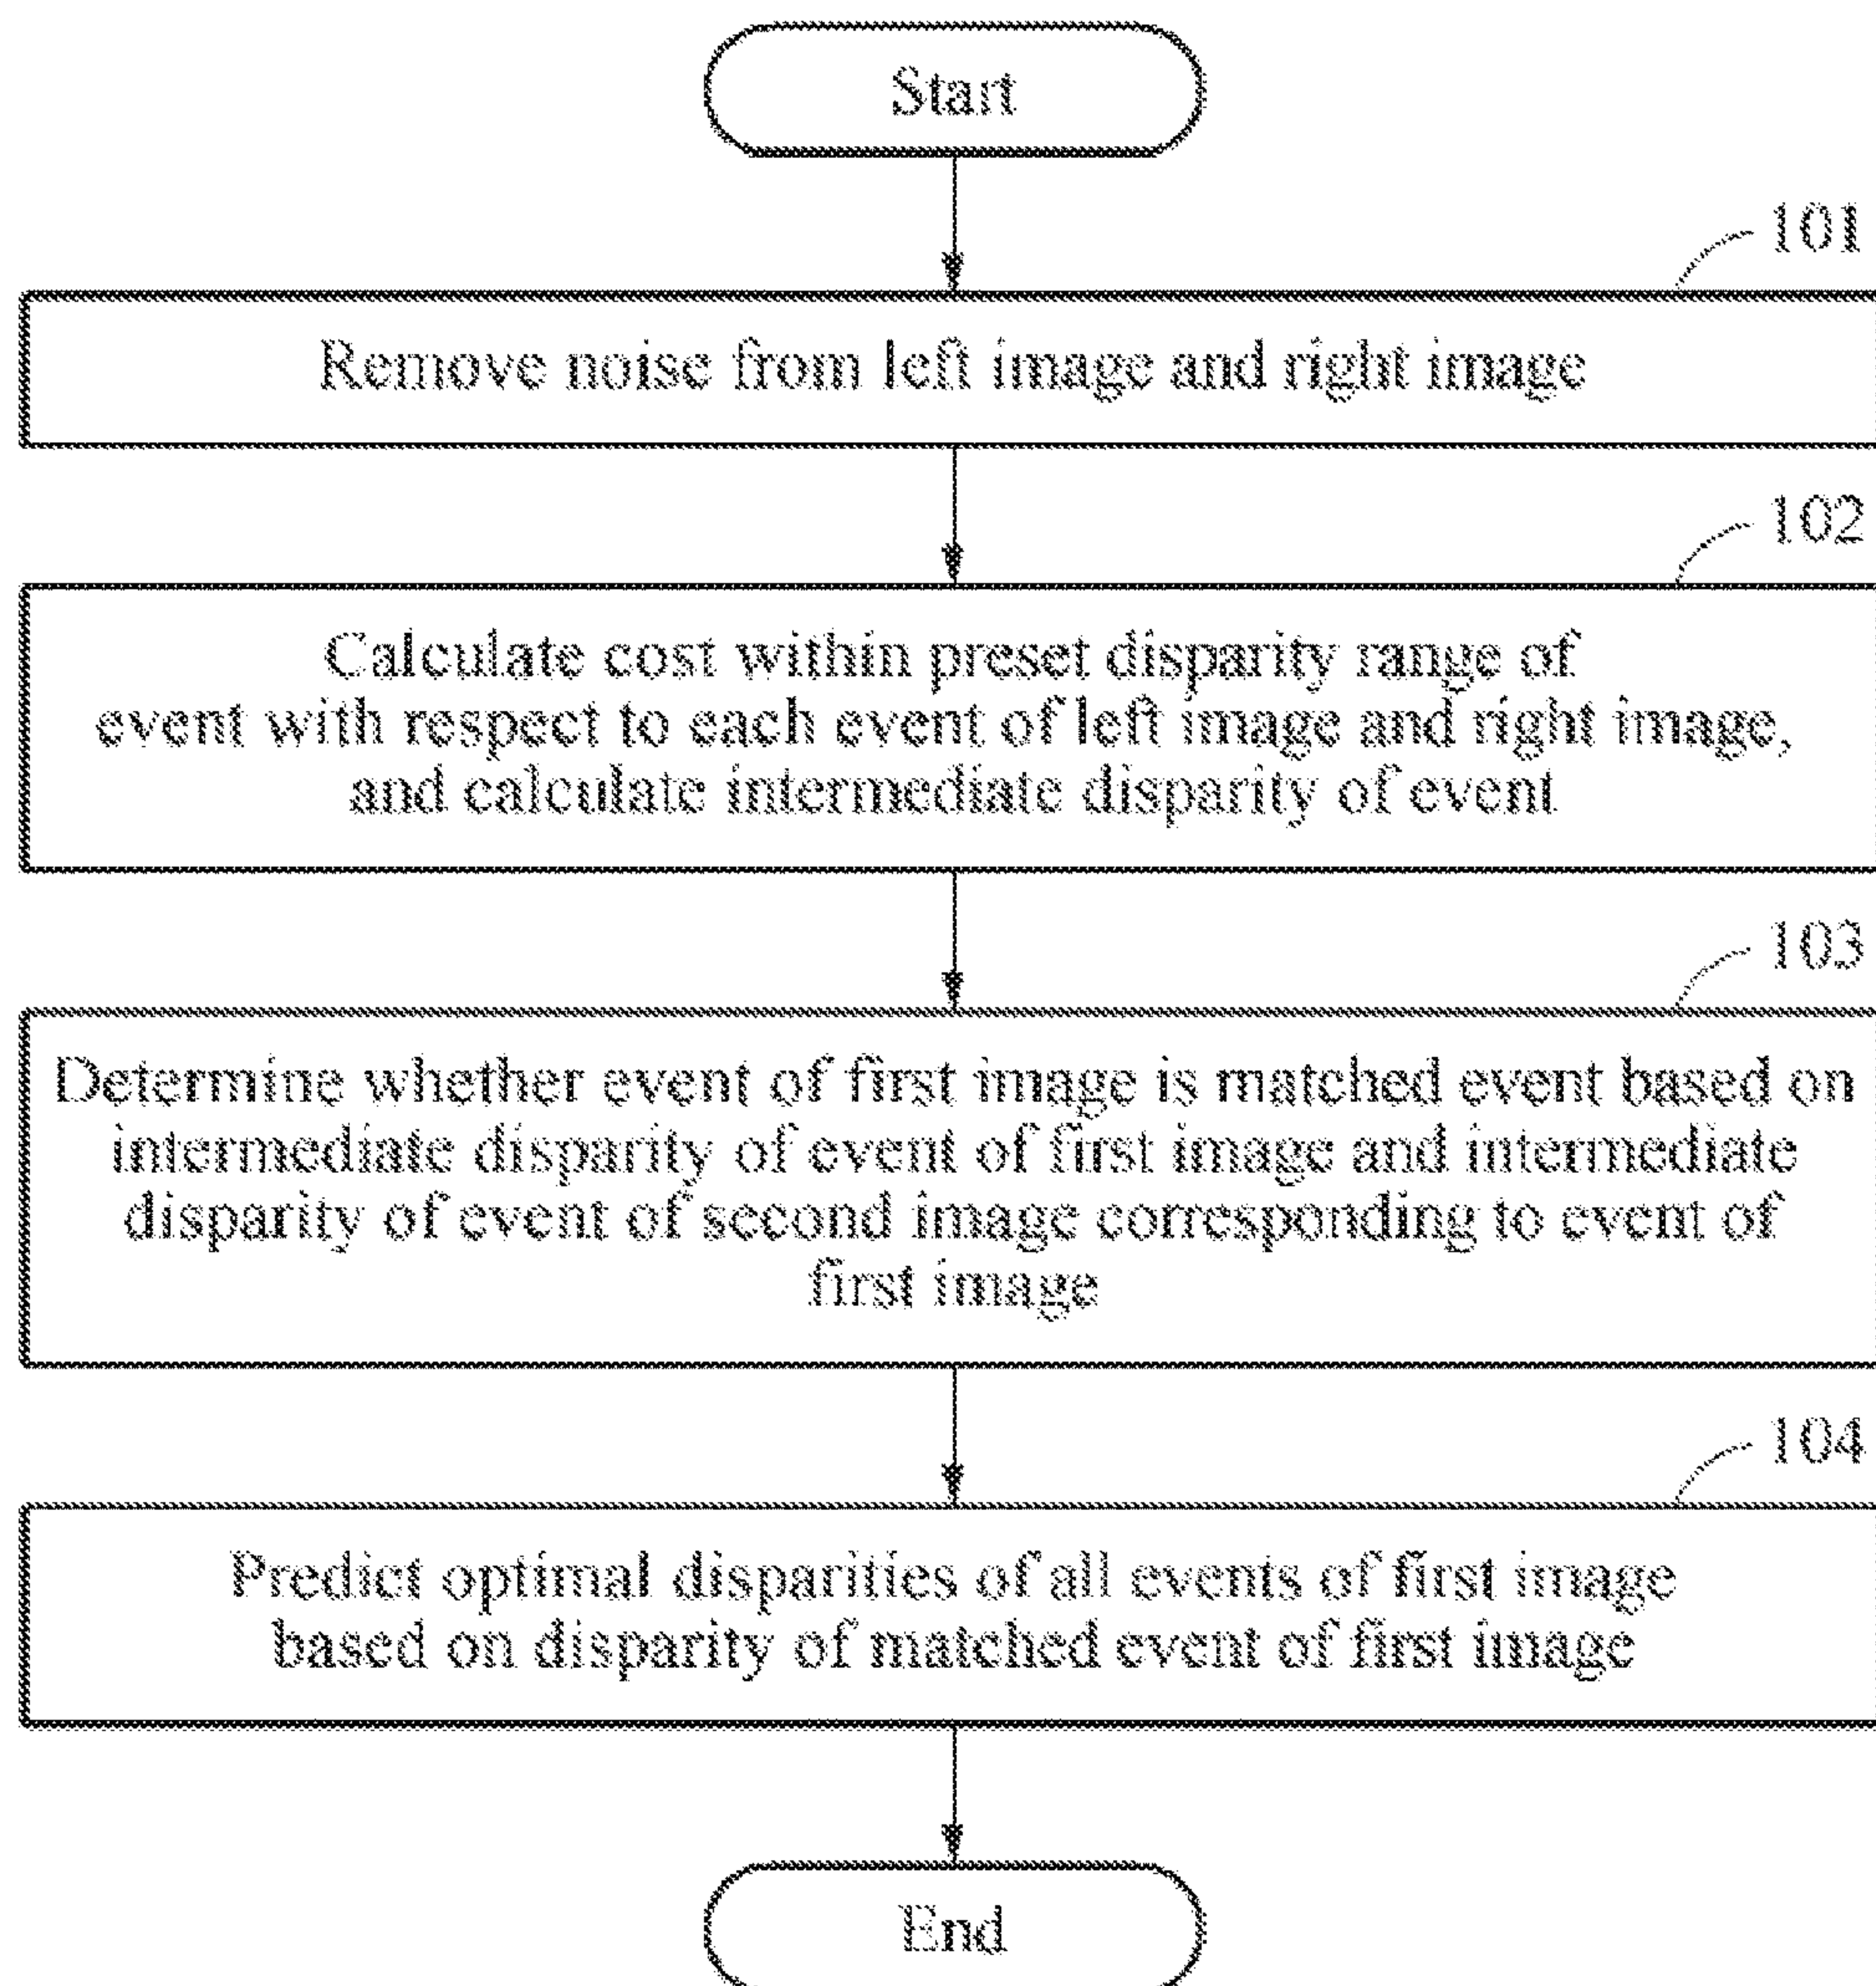 Start
101
Remove noise from left image and right image
102
Calculate cost within preset disparity range of
event with respect to each event of left image and right image,
and calculate intermediate disparity of event
103
Determine whether event of first image is matched event based on
intermediate disparity of event of first image and intermediate
disparity of event of second image corresponding to event of
first image
104
Predict optimal disparities of all events of first image
based on disparity of matched event of first image
End